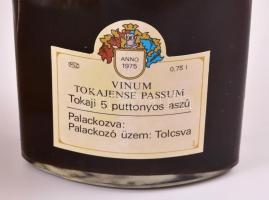 ANNO
1975
0,75 l
VINUM
TOKAJENSE PASSUM
Tokaji 5 puttonyos aszú
Palackozva:
Palackozó üzem: Tolcsva